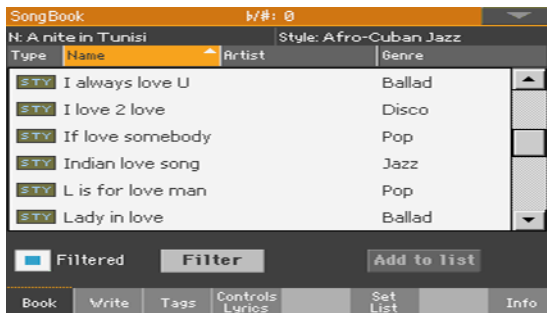 SongBook ♭/#: 0
N: A nite in Tunisi Style: Afro-Cuban Jazz
Type Name Artist Genre
STY I always love U Ballad
STY I love 2 love Disco
STY If love somebody Pop
STY Indian love song Jazz
STY L is for love man Pop
STY Lady in love Ballad
Filtered Filter Add to list
Book Write Tags Controls Lyrics Set List Info